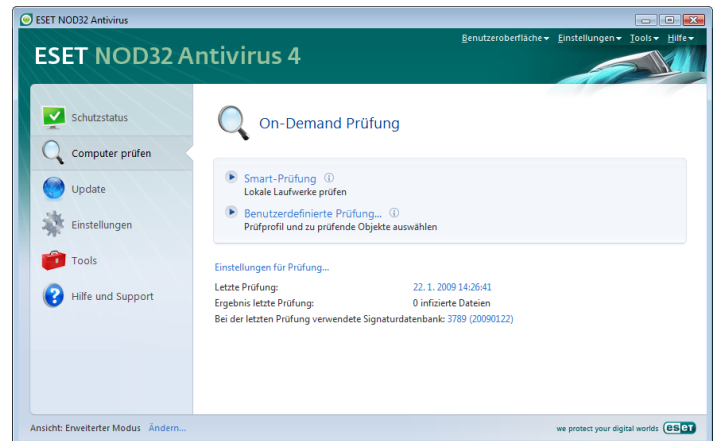 ESET NOD32 Antivirus
Benutzeroberfläche Einstellungen Tools Hilfe
ESET NOD32 Antivirus 4
Schutzstatus
Computer prüfen
Update
Einstellungen
Tools
Hilfe und Support
On-Demand Prüfung
Smart-Prüfung
Lokale Laufwerke prüfen
Benutzerdefinierte Prüfung...
Prüfprofil und zu prüfende Objekte auswählen
Einstellungen für Prüfung...
Letzte Prüfung: 22. 1. 2009 14:26:41
Ergebnis letzte Prüfung: 0 infizierte Dateien
Bei der letzten Prüfung verwendete Signaturdatenbank: 3789 (20090122)
Ansicht: Erweiterter Modus Ändern...
we protect your digital worlds eseT